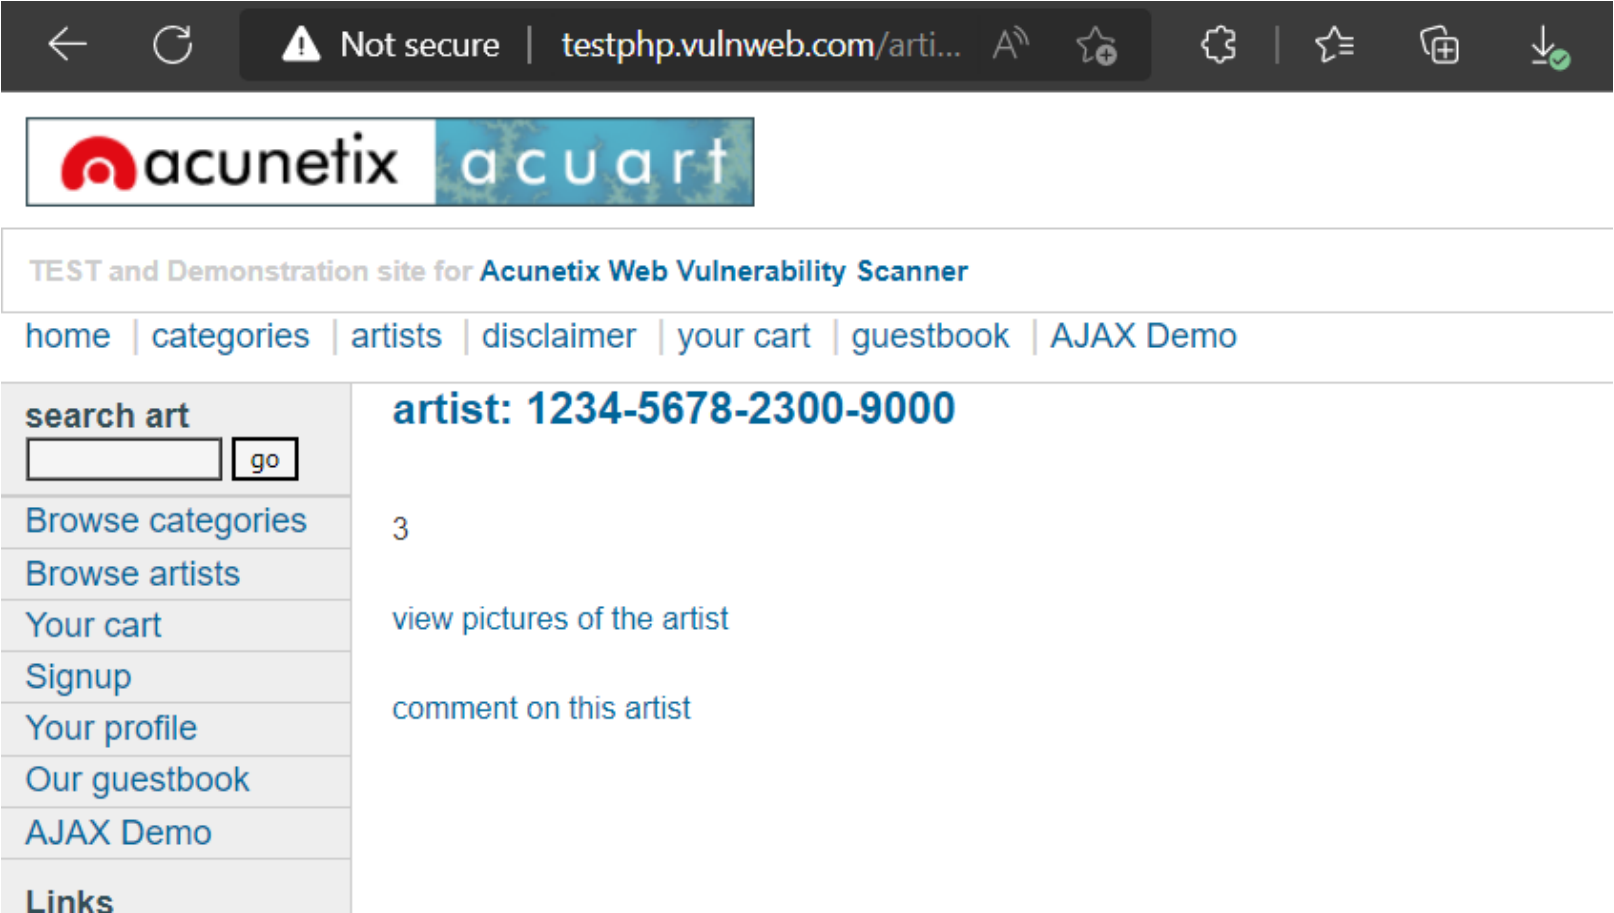 Not secure | testphp.vulnweb.com/arti...
acunetix acuart
TEST and Demonstration site for Acunetix Web Vulnerability Scanner
home | categories | artists | disclaimer | your cart | guestbook | AJAX Demo
search art
go
Browse categories
Browse artists
Your cart
Signup
Your profile
Our guestbook
AJAX Demo
Links
artist: 1234-5678-2300-9000
3
view pictures of the artist
comment on this artist